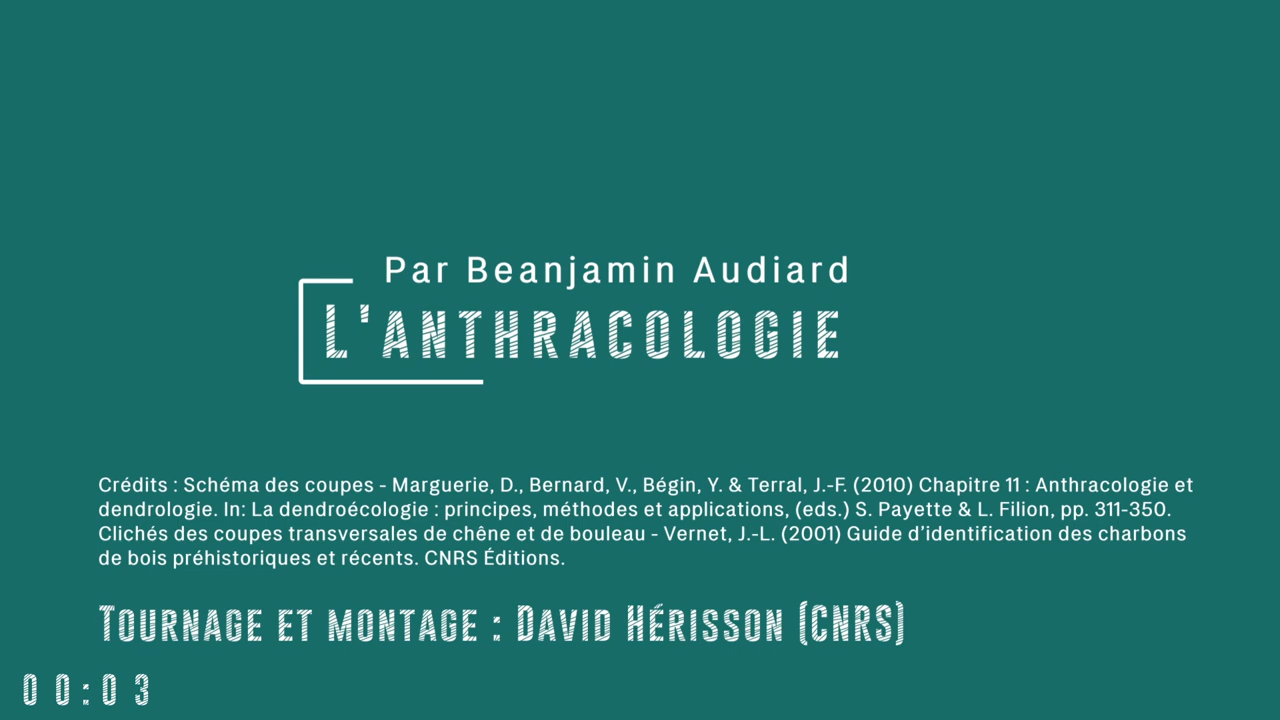 Par Beanjamin Audiard
L'ANTHRACOLOGIE
Crédits : Schéma des coupes - Marguerie, D., Bernard, V., Bégin, Y. & Terral, J.-F. (2010) Chapitre 11 : Anthracologie et
dendrologie. In: La dendroécologie : principes, méthodes et applications, (eds.) S. Payette & L. Filion, pp. 311-350.
Clichés des coupes transversales de chêne et de bouleau - Vernet, J.-L. (2001) Guide d'identification des charbons
de bois préhistoriques et récents. CNRS Éditions.
TOURNAGE ET MONTAGE : DAVID HÉRISSON (CNRS)
00:03